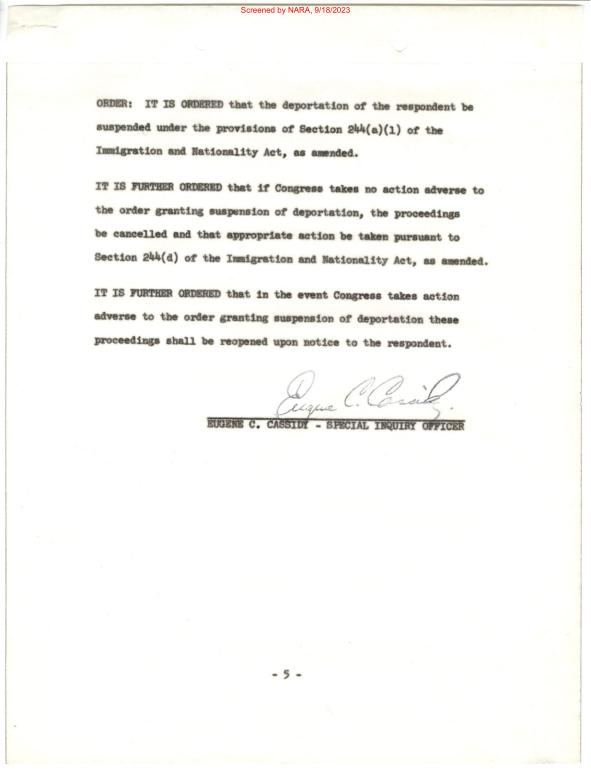 Screened by NARA, 9/18/2023
ORDER: IT IS ORDERED that the deportation of the respondent be
suspended under the provisions of Section 244(a)(1) of the
Immigration and Nationality Act, as amended.
IT IS FURTHER ORDERED that if Congress takes no action adverse to
the order granting suspension of deportation, the proceedings
be cancelled and that appropriate action be taken pursuant to
Section 244(d) of the Immigration and Nationality Act, as amended.
IT IS FURTHER ORDERED that in the event Congress takes action
adverse to the order granting suspension of deportation these
proceedings shall be reopened upon notice to the respondent.
Eugene C. Cassidy.
EUGENE C. CASSIDY - SPECIAL INQUIRY OFFICER
- 5 -